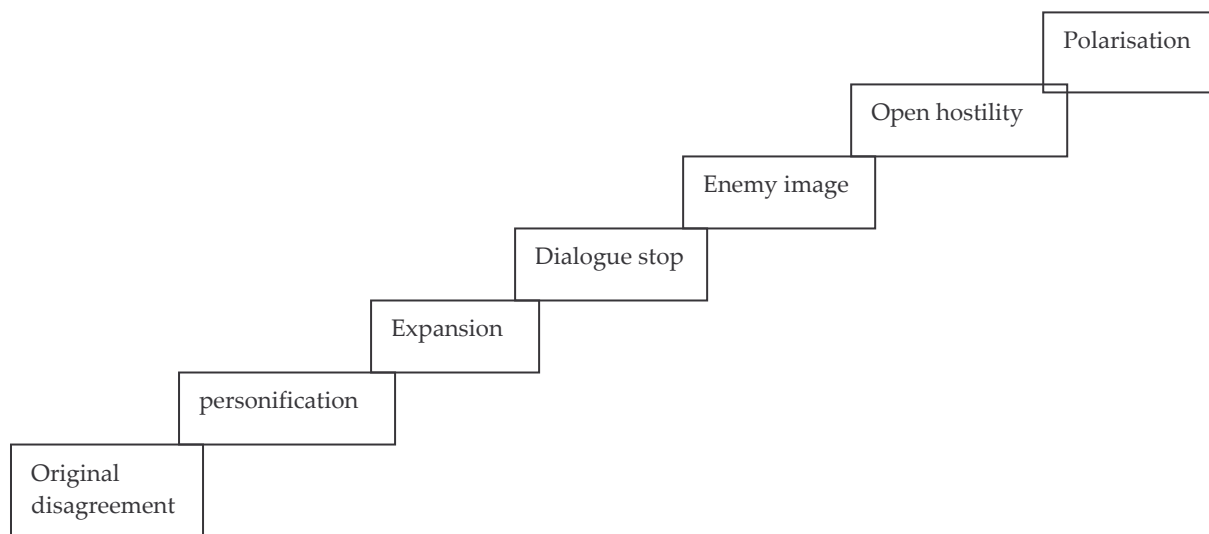 Polarisation
Open hostility
Enemy image
Dialogue stop
Expansion
personification
Original
disagreement